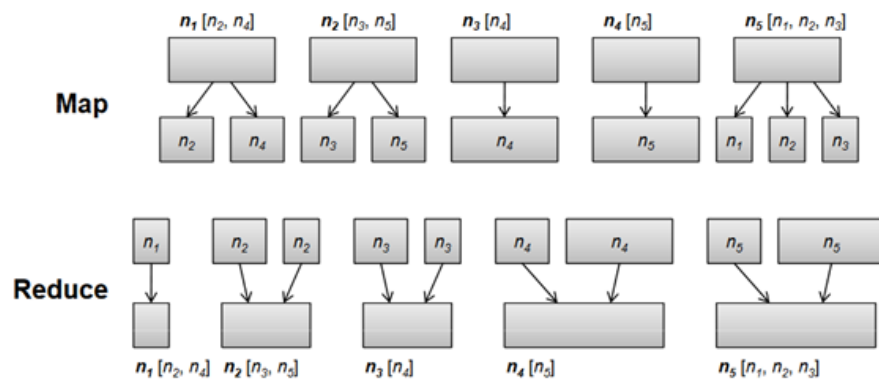 n1 [n2, n4] n2 [n3, n5] n3 [n4] n4 [n5] n5 [n1, n2, n3]
Map
n2 n4 n3 n5 n4 n5 n1 n2 n3
n1 n2 n2 n3 n3 n4 n4 n5 n5
Reduce
n1 [n2, n4] n2 [n3, n5] n3 [n4] n4 [n5] n5 [n1, n2, n3]